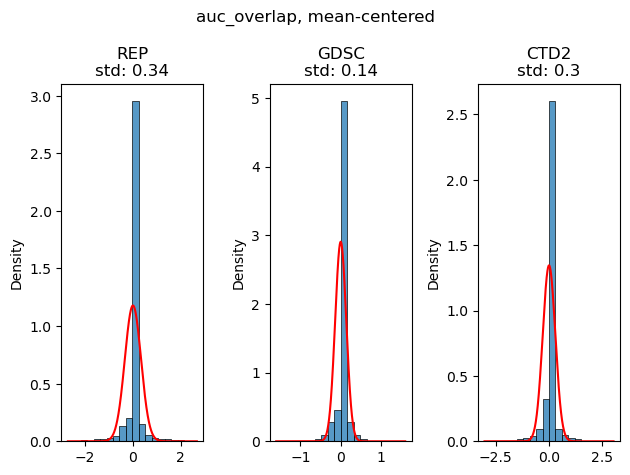 auc_overlap, mean-centered
REP
std: 0.34
GDSC
std: 0.14
CTD2
std: 0.3
Density
3.0
2.5
2.0
1.5
1.0
0.5
0.0
−2
0
2
Density
5
4
3
2
1
0
−1
0
1
Density
2.5
2.0
1.5
1.0
0.5
0.0
−2.5
0.0
2.5